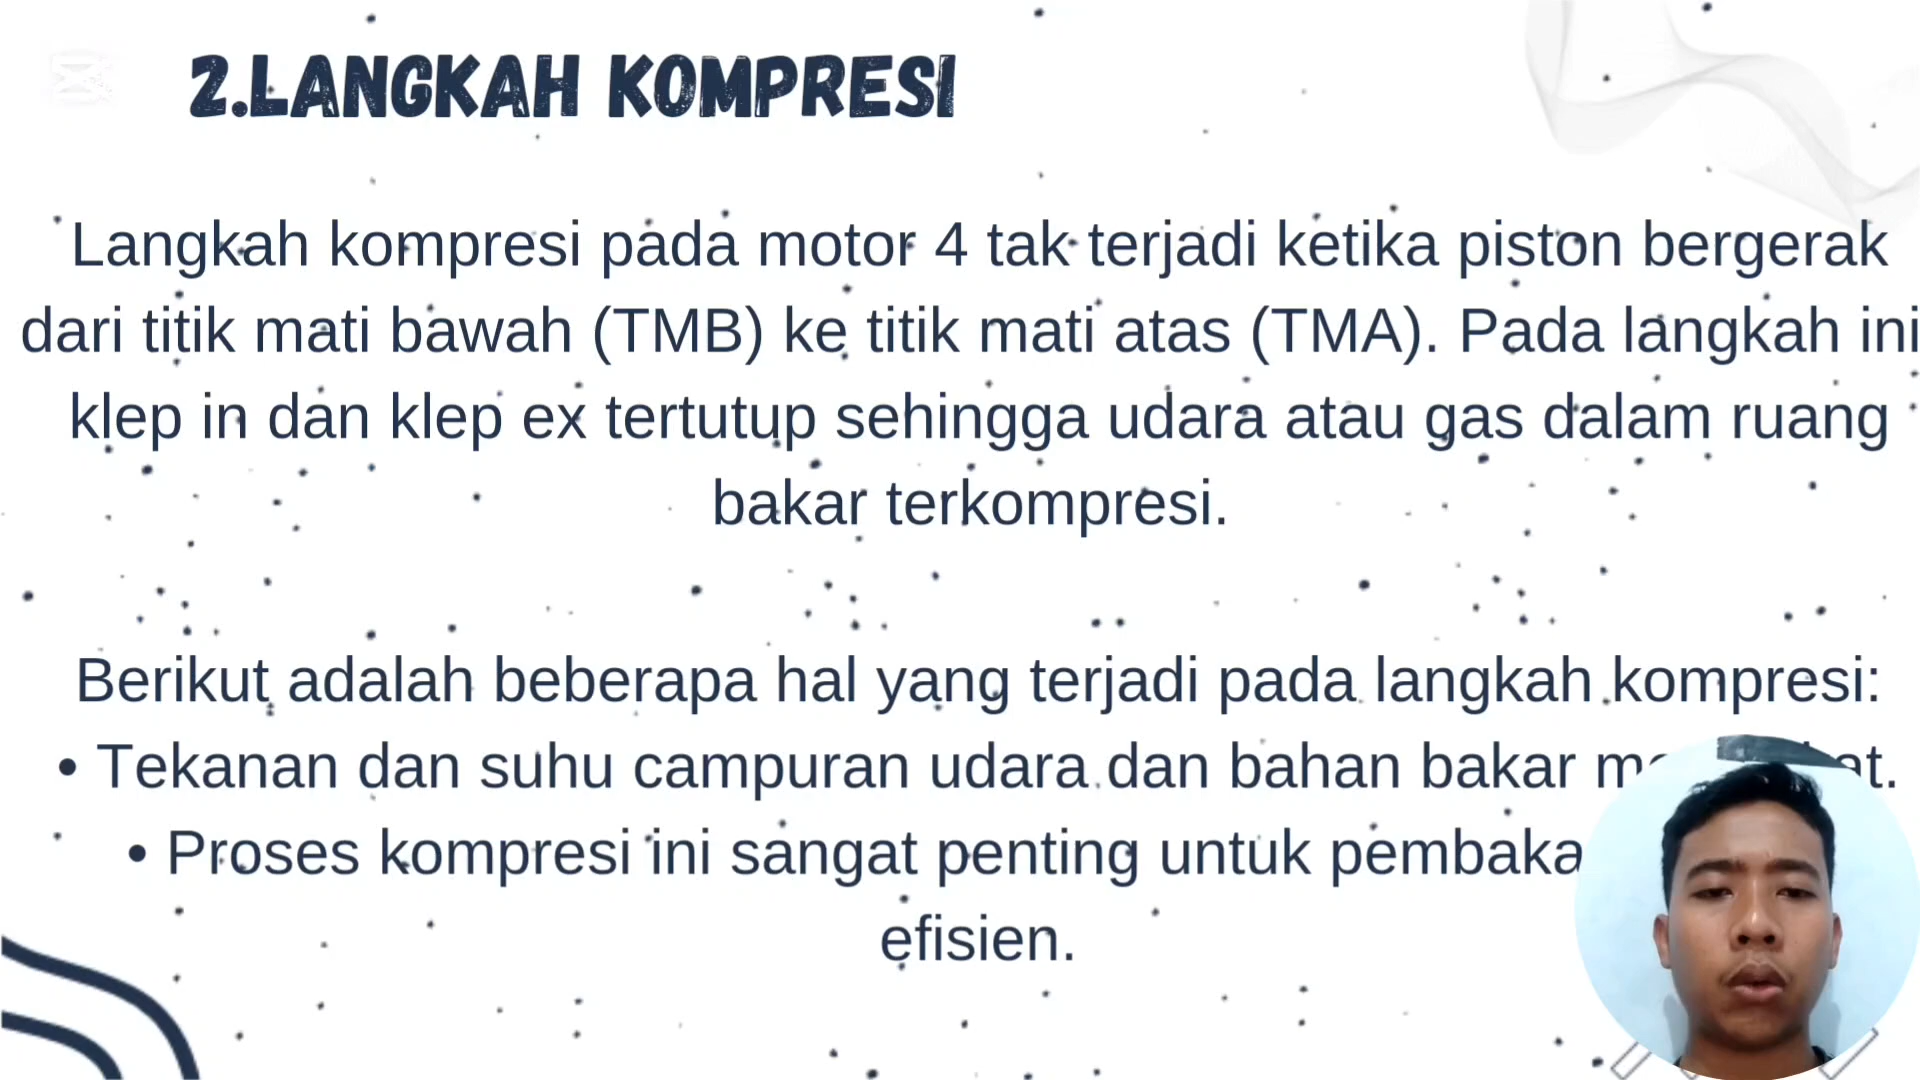 2.LANGKAH KOMPRESI
Langkah kompresi pada motor 4 tak terjadi ketika piston bergerak
dari titik mati bawah (TMB) ke titik mati atas (TMA). Pada langkah ini
klep in dan klep ex tertutup sehingga udara atau gas dalam ruang
bakar terkompresi.
Berikut adalah beberapa hal yang terjadi pada langkah kompresi:
• Tekanan dan suhu campuran udara dan bahan bakar
• Proses kompresi ini sangat penting untuk
efisien.